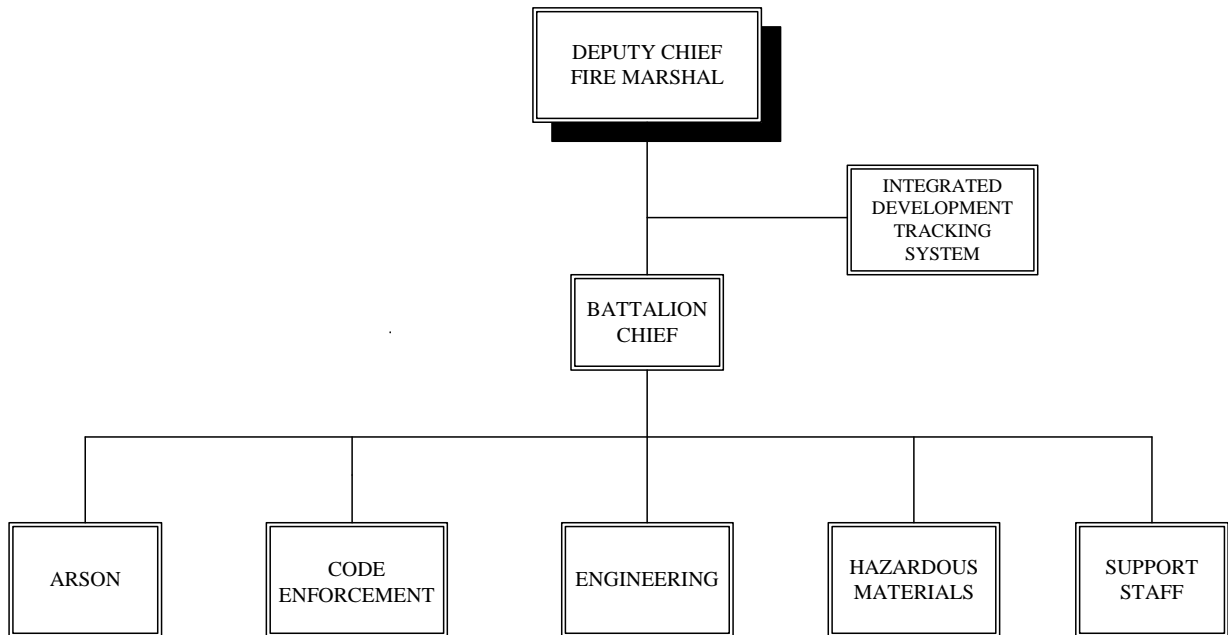 DEPUTY CHIEF
FIRE MARSHAL
INTEGRATED
DEVELOPMENT
TRACKING
SYSTEM
BATTALION
CHIEF
ARSON
CODE
ENFORCEMENT
ENGINEERING
HAZARDOUS
MATERIALS
SUPPORT
STAFF